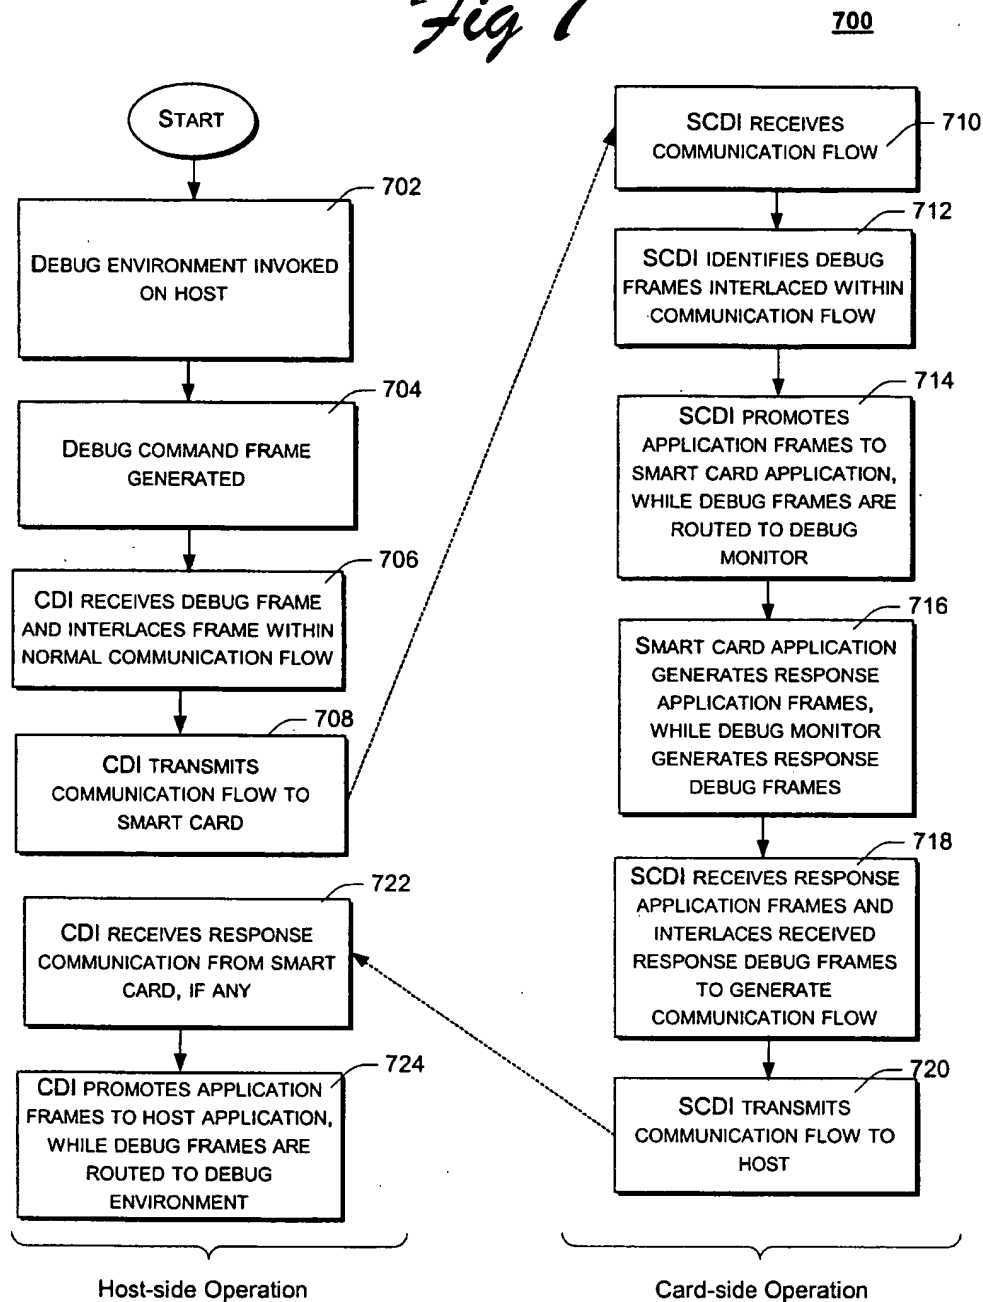 Fig 7
700
START
702
DEBUG ENVIRONMENT INVOKED
ON HOST
704
DEBUG COMMAND FRAME
GENERATED
706
CDI RECEIVES DEBUG FRAME
AND INTERLACES FRAME WITHIN
NORMAL COMMUNICATION FLOW
708
CDI TRANSMITS
COMMUNICATION FLOW TO
SMART CARD
722
CDI RECEIVES RESPONSE
COMMUNICATION FROM SMART
CARD, IF ANY
724
CDI PROMOTES APPLICATION
FRAMES TO HOST APPLICATION,
WHILE DEBUG FRAMES ARE
ROUTED TO DEBUG
ENVIRONMENT
Host-side Operation
710
SCDI RECEIVES
COMMUNICATION FLOW
712
SCDI IDENTIFIES DEBUG
FRAMES INTERLACED WITHIN
COMMUNICATION FLOW
714
SCDI PROMOTES
APPLICATION FRAMES TO
SMART CARD APPLICATION,
WHILE DEBUG FRAMES ARE
ROUTED TO DEBUG
MONITOR
716
SMART CARD APPLICATION
GENERATES RESPONSE
APPLICATION FRAMES,
WHILE DEBUG MONITOR
GENERATES RESPONSE
DEBUG FRAMES
718
SCDI RECEIVES RESPONSE
APPLICATION FRAMES AND
INTERLACES RECEIVED
RESPONSE DEBUG FRAMES
TO GENERATE
COMMUNICATION FLOW
720
SCDI TRANSMITS
COMMUNICATION FLOW TO
HOST
Card-side Operation